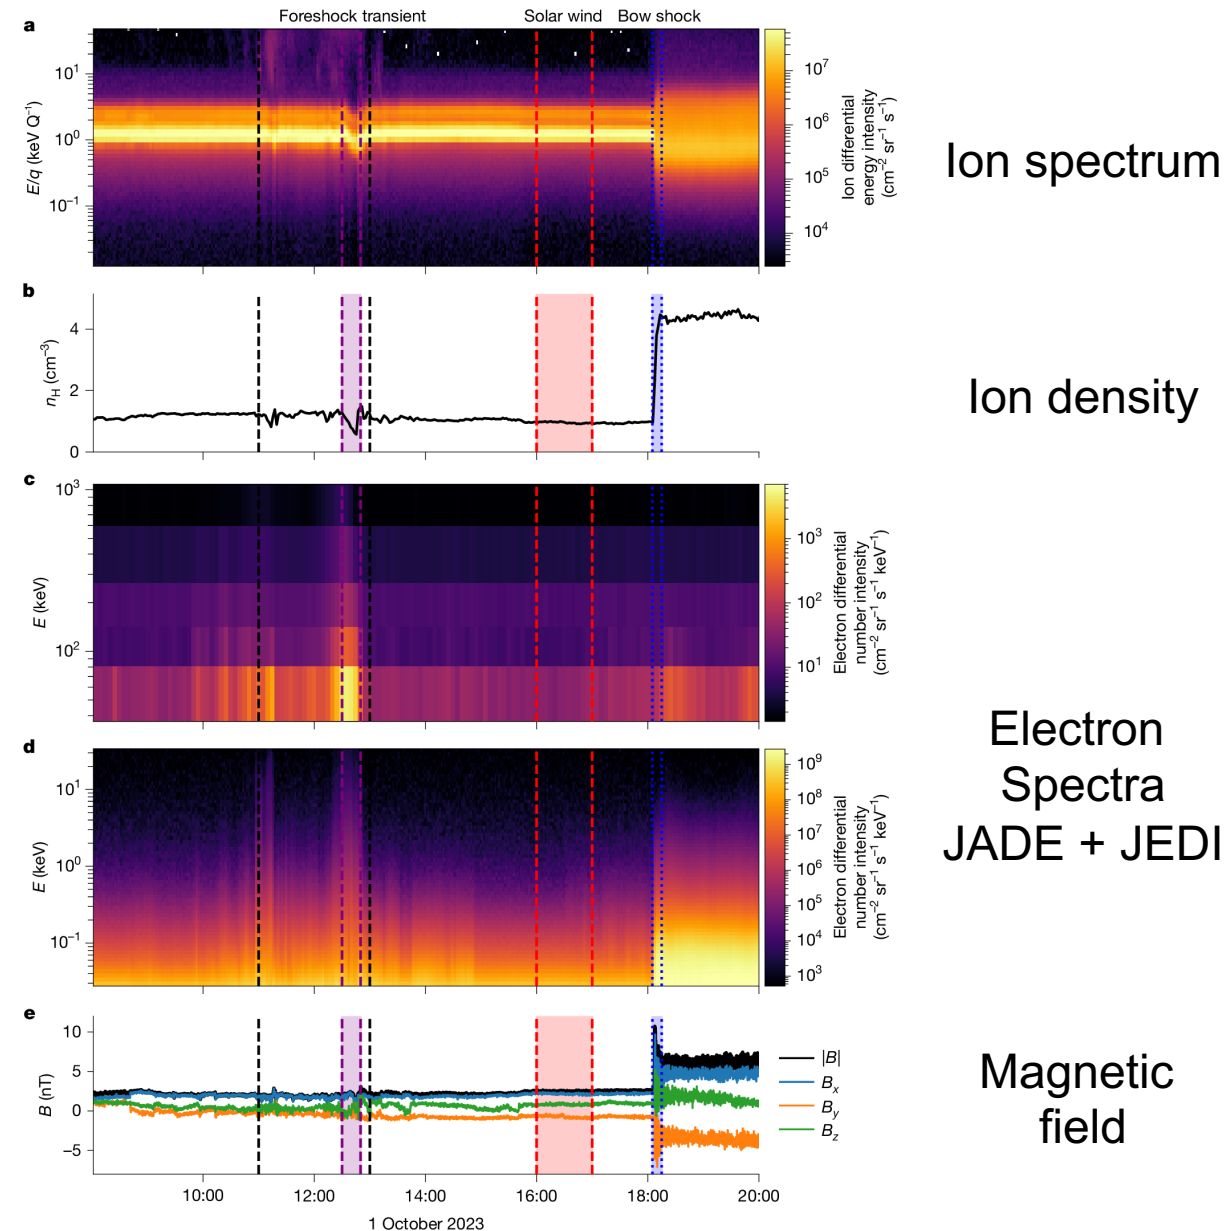 Foreshock transient
Solar wind
Bow shock
a
10¹
10⁰
10⁻¹
E/q (keV Q⁻¹)
10⁷
10⁶
10⁵
10⁴
Ion differential
energy intensity
(cm⁻² sr⁻¹ s⁻¹)
Ion spectrum
b
4
2
0
n_H (cm⁻³)
Ion density
c
10³
10²
E (keV)
10³
10²
10¹
Electron differential
number intensity
(cm⁻² sr⁻¹ s⁻¹ keV⁻¹)
d
10¹
10⁰
10⁻¹
E (keV)
10⁹
10⁸
10⁷
10⁶
10⁵
10⁴
10³
Electron differential
number intensity
(cm⁻² sr⁻¹ s⁻¹ keV⁻¹)
Electron
Spectra
JADE + JEDI
e
10
5
0
−5
B (nT)
|B|
Bₓ
B_y
B_z
Magnetic
field
10:00
12:00
14:00
16:00
18:00
20:00
1 October 2023